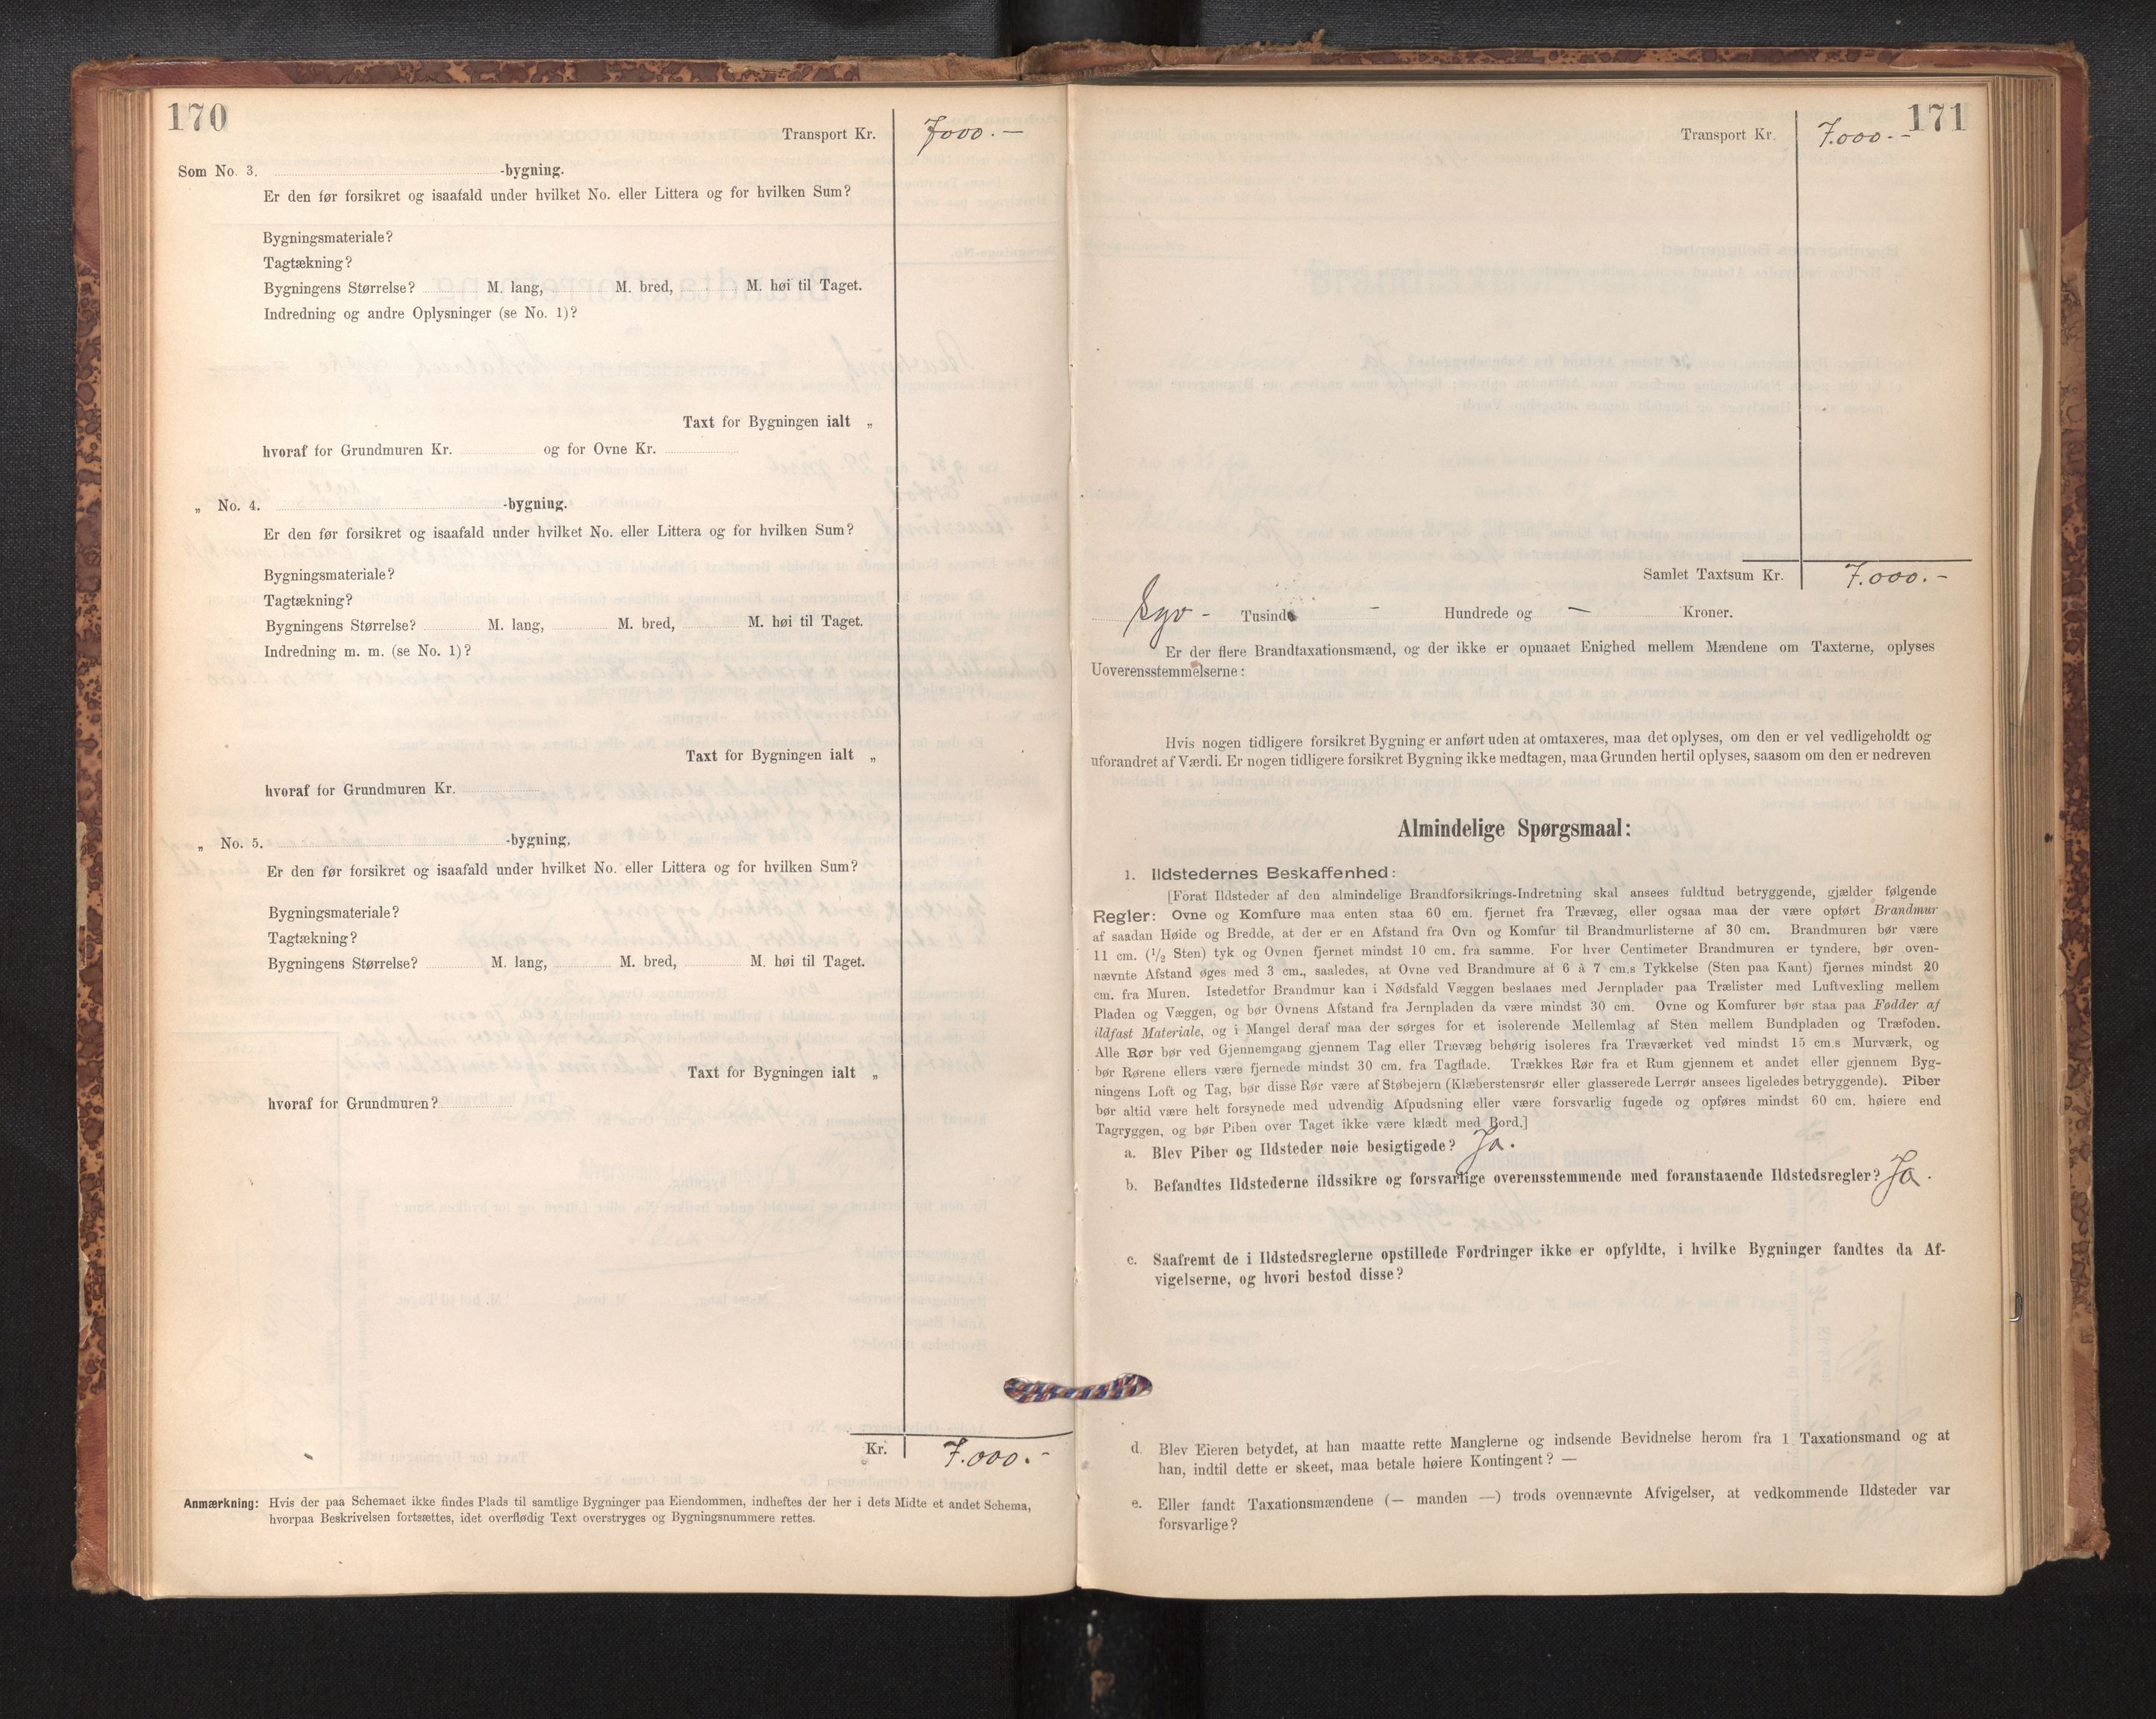 170
Transport Kr. 7000.—
Som No. 3. -bygning.
Er den før forsikret og isaafald under hvilket No. eller Littera og for hvilken Sum?
Bygningsmateriale?
Tagtækning?
Bygningens Størrelse? M. lang, M. bred, M. høi til Taget.
Indredning og andre Oplysninger (se No. 1)?
Taxt for Bygningen ialt „
hvoraf for Grundmuren Kr. og for Ovne Kr.
„ No. 4. -bygning.
Er den før forsikret og isaafald under hvilket No. eller Littera og for hvilken Sum?
Bygningsmateriale?
Tagtækning?
Bygningens Størrelse? M. lang, M. bred, M. høi til Taget.
Indredning m. m. (se No. 1)?
Taxt for Bygningen ialt „
hvoraf for Grundmuren Kr.
„ No. 5. -bygning,
Er den før forsikret og isaafald under hvilket No. eller Littera og for hvilken Sum?
Bygningsmateriale?
Tagtækning?
Bygningens Størrelse? M. lang, M. bred, M. høi til Taget.
Taxt for Bygningen ialt „
hvoraf for Grundmuren?
Kr. 7.000.-
Anmærkning: Hvis der paa Schemaet ikke findes Plads til samtlige Bygninger paa Eiendommen, indheftes der her i dets Midte et andet Schema,
hvorpaa Beskrivelsen fortsættes, idet overflødig Text overstryges og Bygningsnummere rettes.
171
Transport Kr. 7.000.--
Samlet Taxtsum Kr. 7.000.-
Syv - Tusinde - Hundrede og - Kroner.
Er der flere Brandtaxationsmænd, og der ikke er opnaaet Enighed mellem Mændene om Taxterne, oplyses
Uoverensstemmelserne:
Hvis nogen tidligere forsikret Bygning er anført uden at omtaxeres, maa det oplyses, om den er vel vedligeholdt og
uforandret af Værdi. Er nogen tidligere forsikret Bygning ikke medtagen, maa Grunden hertil oplyses, saasom om den er nedreven
Almindelige Spørgsmaal:
1. Ildstedernes Beskaffenhed:
[Forat Ildsteder af den almindelige Brandforsikrings-Indretning skal ansees fuldtud betryggende, gjælder følgende
Regler: Ovne og Komfure maa enten staa 60 cm. fjernet fra Trævæg, eller ogsaa maa der være opført Brandmur
af saadan Høide og Bredde, at der er en Afstand fra Ovn og Komfur til Brandmurlisterne af 30 cm. Brandmuren bør være
11 cm. (1/2 Sten) tyk og Ovnen fjernet mindst 10 cm. fra samme. For hver Centimeter Brandmuren er tyndere, bør oven-
nævnte Afstand øges med 3 cm., saaledes, at Ovne ved Brandmure af 6 à 7 cm.s Tykkelse (Sten paa Kant) fjernes mindst 20
cm. fra Muren. Istedetfor Brandmur kan i Nødsfald Væggen beslaaes med Jernplader paa Trælister med Luftvexling mellem
Pladen og Væggen, og bør Ovnens Afstand fra Jernpladen da være mindst 30 cm. Ovne og Komfurer bør staa paa Fødder af
ildfast Materiale, og i Mangel deraf maa der sørges for et isolerende Mellemlag af Sten mellem Bundpladen og Træfoden.
Alle Rør bør ved Gjennemgang gjennem Tag eller Trævæg behørig isoleres fra Træværket ved mindst 15 cm.s Murværk, og
bør Rørene ellers være fjernede mindst 30 cm. fra Tagflade. Trækkes Rør fra et Rum gjennem et andet eller gjennem Byg-
ningens Loft og Tag, bør disse Rør være af Støbejern (Klæberstensrør eller glasserede Lerrør ansees ligeledes betryggende). Piber
bør altid være helt forsynede med udvendig Afpudsning eller være forsvarlig fugede og opføres mindst 60 cm. høiere end
Tagryggen, og bør Piben over Taget ikke være klædt med Bord.]
a. Blev Piber og Ildsteder nøie besigtigede? Ja.
b. Befandtes Ildstederne ildssikre og forsvarlige overensstemmende med foranstaaende Ildstedsregler? Ja.
c. Saafremt de i Ildstedsreglerne opstillede Fordringer ikke er opfyldte, i hvilke Bygninger fandtes da Af-
vigelserne, og hvori bestod disse?
d. Blev Eieren betydet, at han maatte rette Manglerne og indsende Bevidnelse herom fra 1 Taxationsmand og at
han, indtil dette er skeet, maa betale høiere Kontingent? —
e. Eller fandt Taxationsmændene (— manden —) trods ovennævnte Afvigelser, at vedkommende Ildsteder var
forsvarlige?